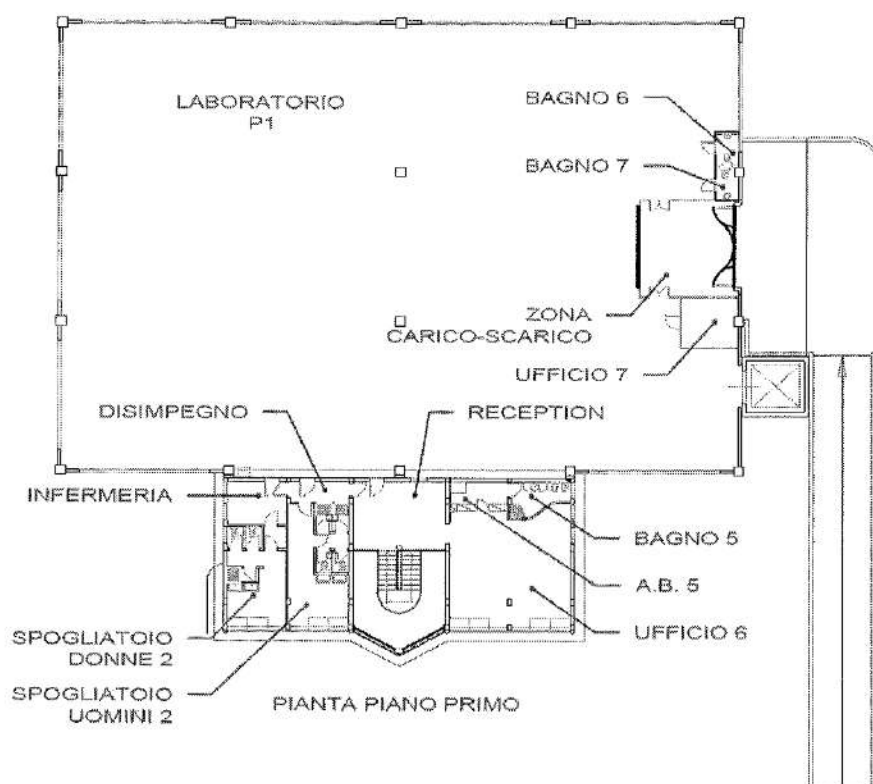 LABORATORIO
P1
BAGNO 6
BAGNO 7
ZONA
CARICO-SCARICO
UFFICIO 7
DISIMPEGNO
RECEPTION
INFERMERIA
BAGNO 5
A.B. 5
UFFICIO 6
SPOGLIATOIO
DONNE 2
SPOGLIATOIO
UOMINI 2
PIANTA PIANO PRIMO